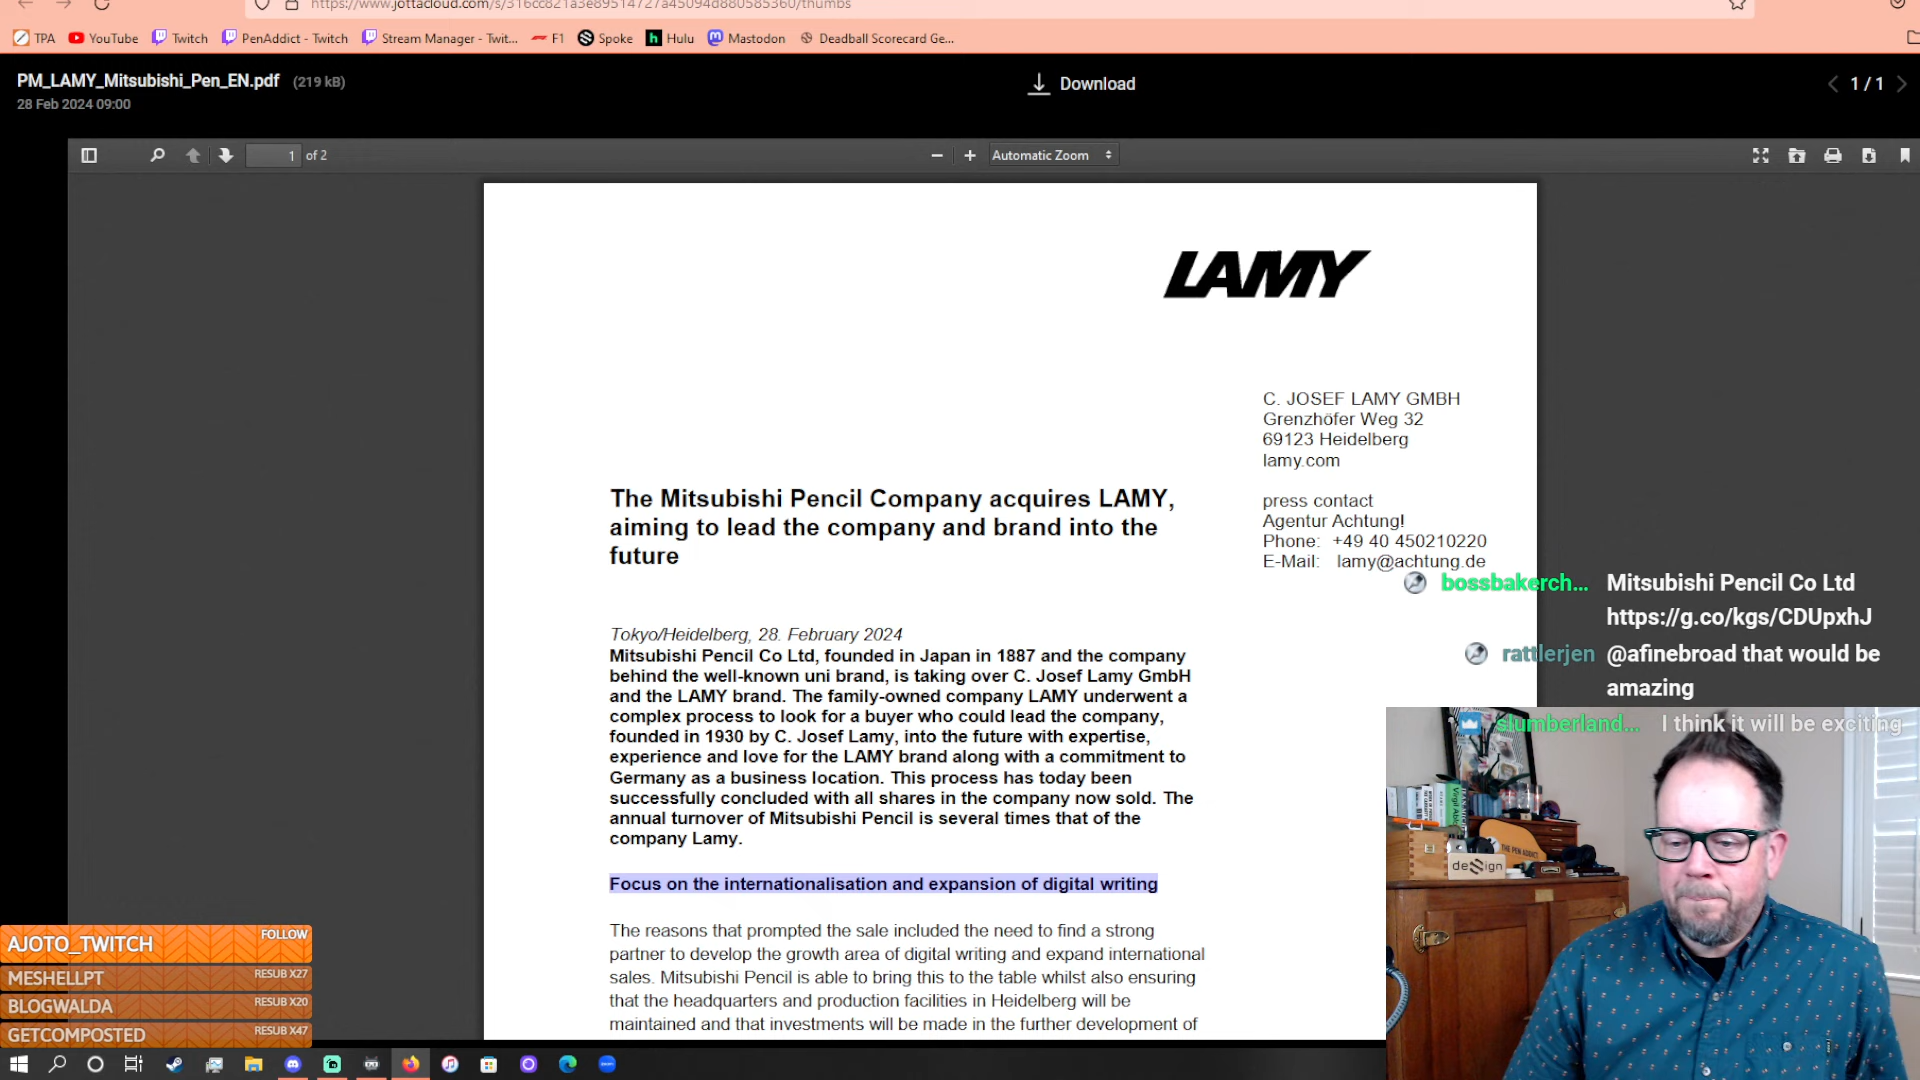 https://www.jottacloud.com/s/316cc821a3e89514727a45094d880585360/thumbs
TPA
YouTube
Twitch
PenAddict - Twitch
Stream Manager - Twit...
F1
Spoke
Hulu
Mastodon
Deadball Scorecard Ge...
PM_LAMY_Mitsubishi_Pen_EN.pdf (219 kB)
28 Feb 2024 09:00
Download
1 / 1
1 of 2
Automatic Zoom
LAMY
C. JOSEF LAMY GMBH
Grenzhöfer Weg 32
69123 Heidelberg
lamy.com
press contact
Agentur Achtung!
Phone: +49 40 450210220
E-Mail: lamy@achtung.de
The Mitsubishi Pencil Company acquires LAMY,
aiming to lead the company and brand into the
future
Tokyo/Heidelberg, 28. February 2024
Mitsubishi Pencil Co Ltd, founded in Japan in 1887 and the company
behind the well-known uni brand, is taking over C. Josef Lamy GmbH
and the LAMY brand. The family-owned company LAMY underwent a
complex process to look for a buyer who could lead the company,
founded in 1930 by C. Josef Lamy, into the future with expertise,
experience and love for the LAMY brand along with a commitment to
Germany as a business location. This process has today been
successfully concluded with all shares in the company now sold. The
annual turnover of Mitsubishi Pencil is several times that of the
company Lamy.
Focus on the internationalisation and expansion of digital writing
The reasons that prompted the sale included the need to find a strong
partner to develop the growth area of digital writing and expand international
sales. Mitsubishi Pencil is able to bring this to the table whilst also ensuring
that the headquarters and production facilities in Heidelberg will be
maintained and that investments will be made in the further development of
bossbakerch... Mitsubishi Pencil Co Ltd
https://g.co/kgs/CDUpxhJ
rattlerjen @afinebroad that would be
amazing
slumberland... I think it will be exciting
THE PEN ADDICT
design
AJOTO_TWITCH FOLLOW
MESHELLPT RESUB X27
BLOGWALDA RESUB X20
GETCOMPOSTED RESUB X47